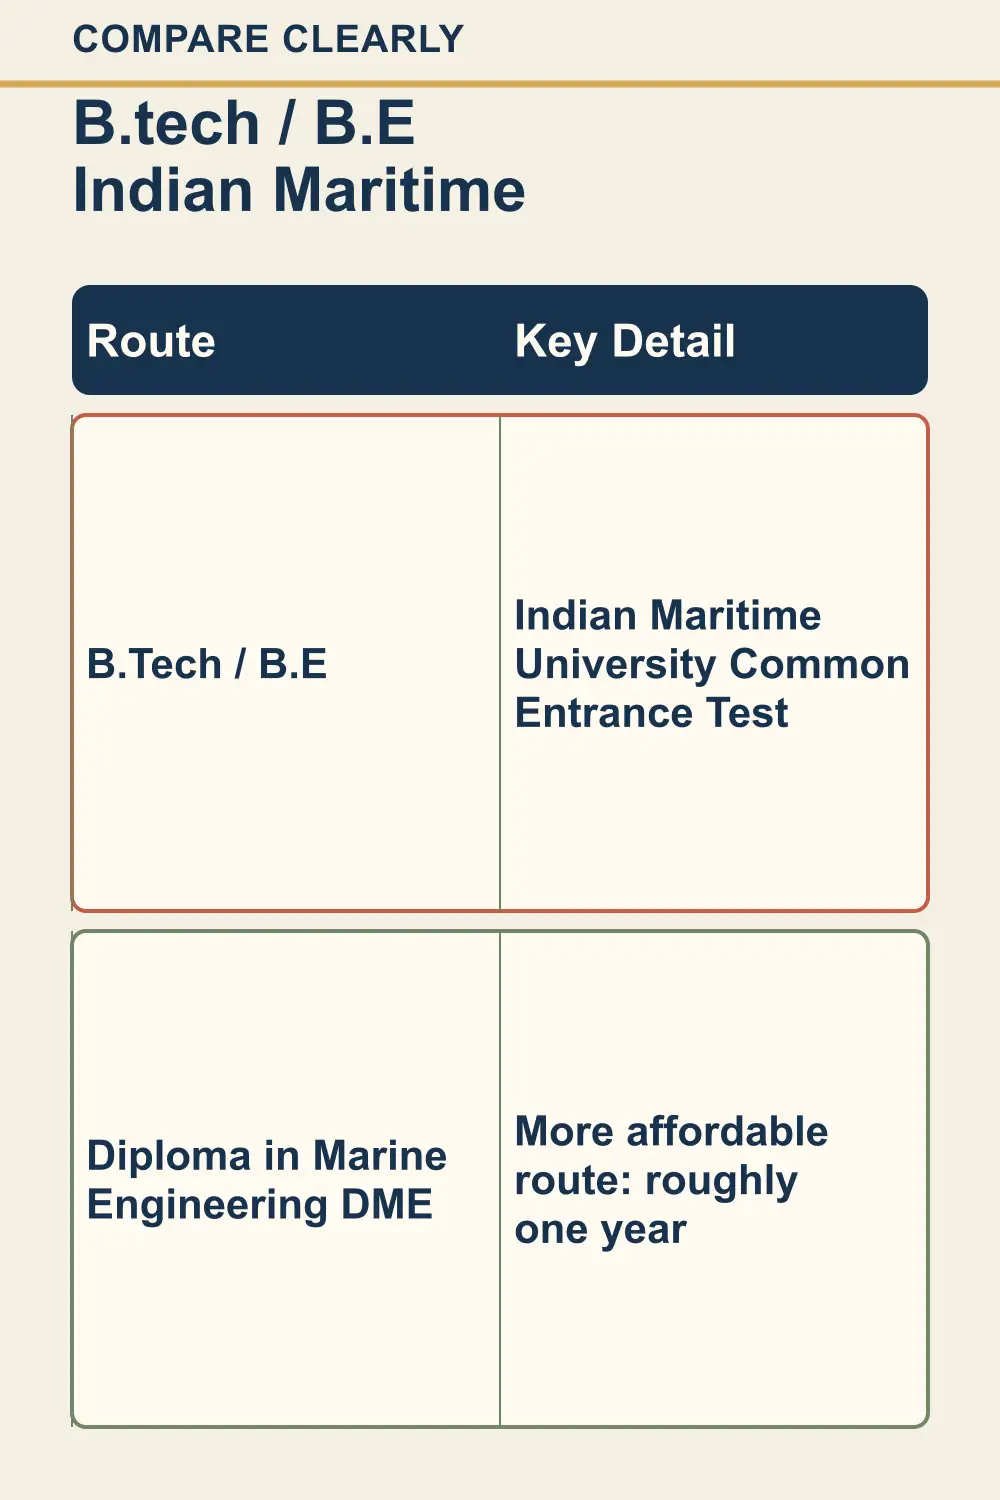 COMPARE CLEARLY
B.tech / B.E
Indian Maritime
Route
Key Detail
B.Tech / B.E
Indian Maritime
University Common
Entrance Test
Diploma in Marine
Engineering DME
More affordable
route: roughly
one year